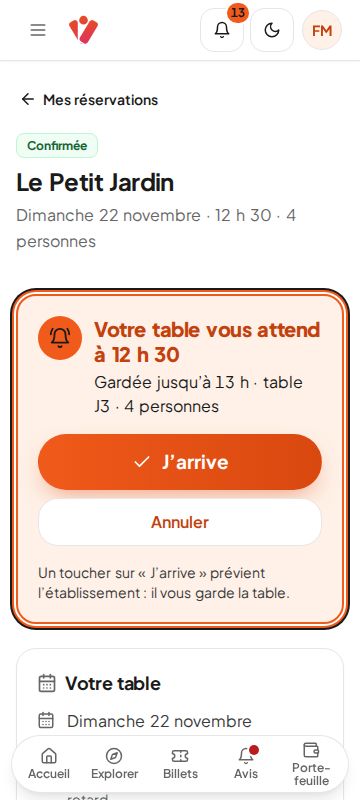 13
FM
Mes réservations
Confirmée
Le Petit Jardin
Dimanche 22 novembre · 12 h 30 · 4
personnes
Votre table vous attend
à 12 h 30
Gardée jusqu’à 13 h · table
J3 · 4 personnes
J’arrive
Annuler
Un toucher sur « J’arrive » prévient
l’établissement : il vous garde la table.
Votre table
Dimanche 22 novembre
Accueil
Explorer
Billets
Avis
Porte-
feuille